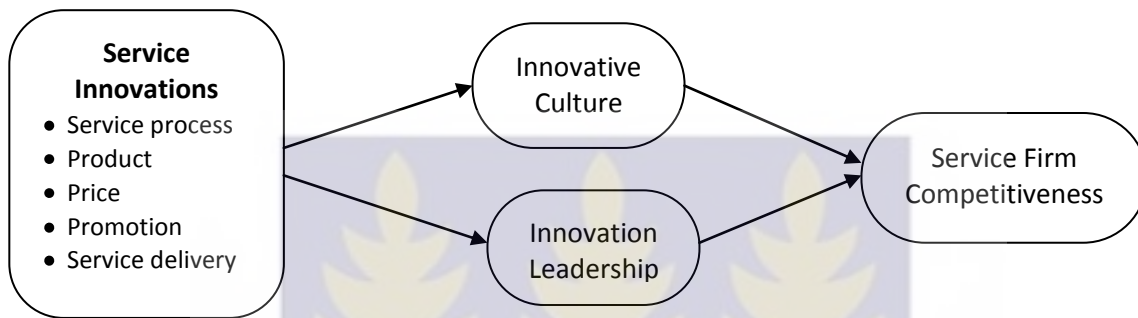 Service
Innovations
• Service process
• Product
• Price
• Promotion
• Service delivery
Innovative
Culture
Innovation
Leadership
Service Firm
Competitiveness